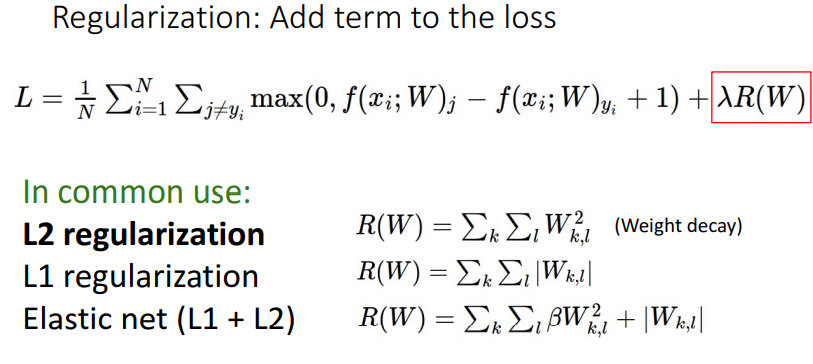 Regularization: Add term to the loss
L = \frac{1}{N} \sum_{i=1}^{N} \sum_{j \neq y_i} \max(0, f(x_i; W)_j - f(x_i; W)_{y_i} + 1) + \lambda R(W)
In common use:
L2 regularization R(W) = \sum_k \sum_l W_{k,l}^2 (Weight decay)
L1 regularization R(W) = \sum_k \sum_l |W_{k,l}|
Elastic net (L1 + L2) R(W) = \sum_k \sum_l \beta W_{k,l}^2 + |W_{k,l}|